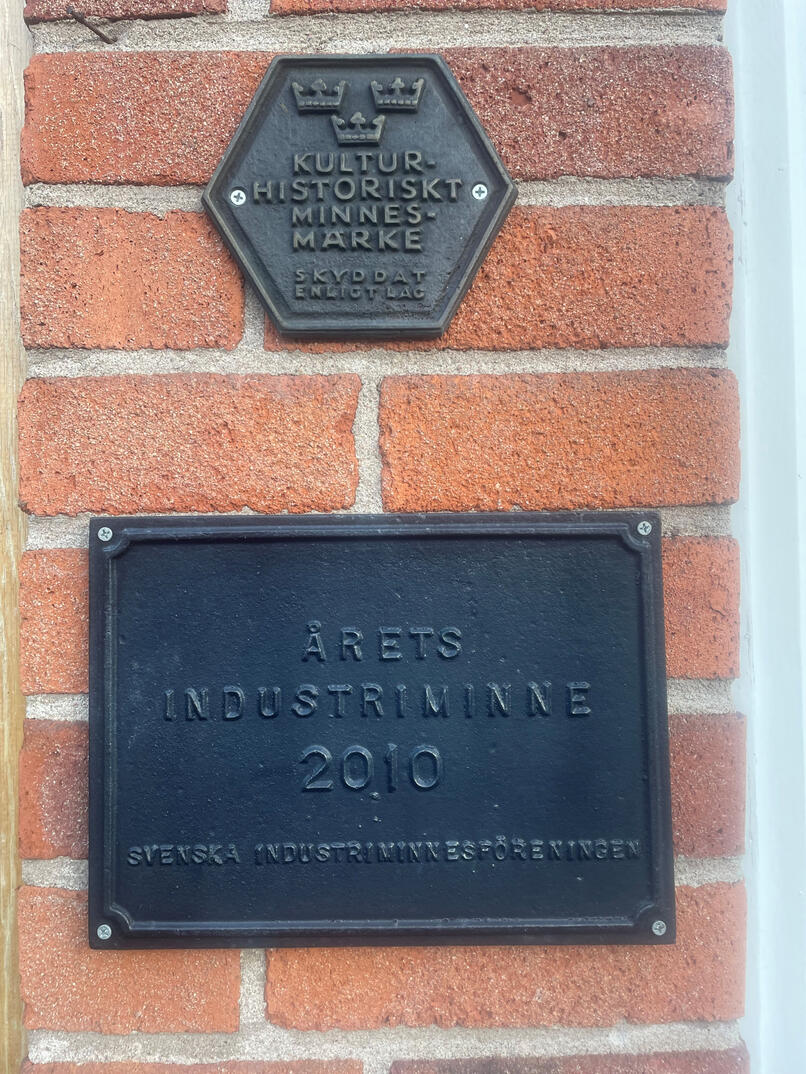 KULTUR-
HISTORISKT
MINNES-
MÄRKE
SKYDDAT
ENLIGT LAG
ÅRETS
INDUSTRIMINNE
2010
SVENSKA INDUSTRIMINNESFÖRENINGEN